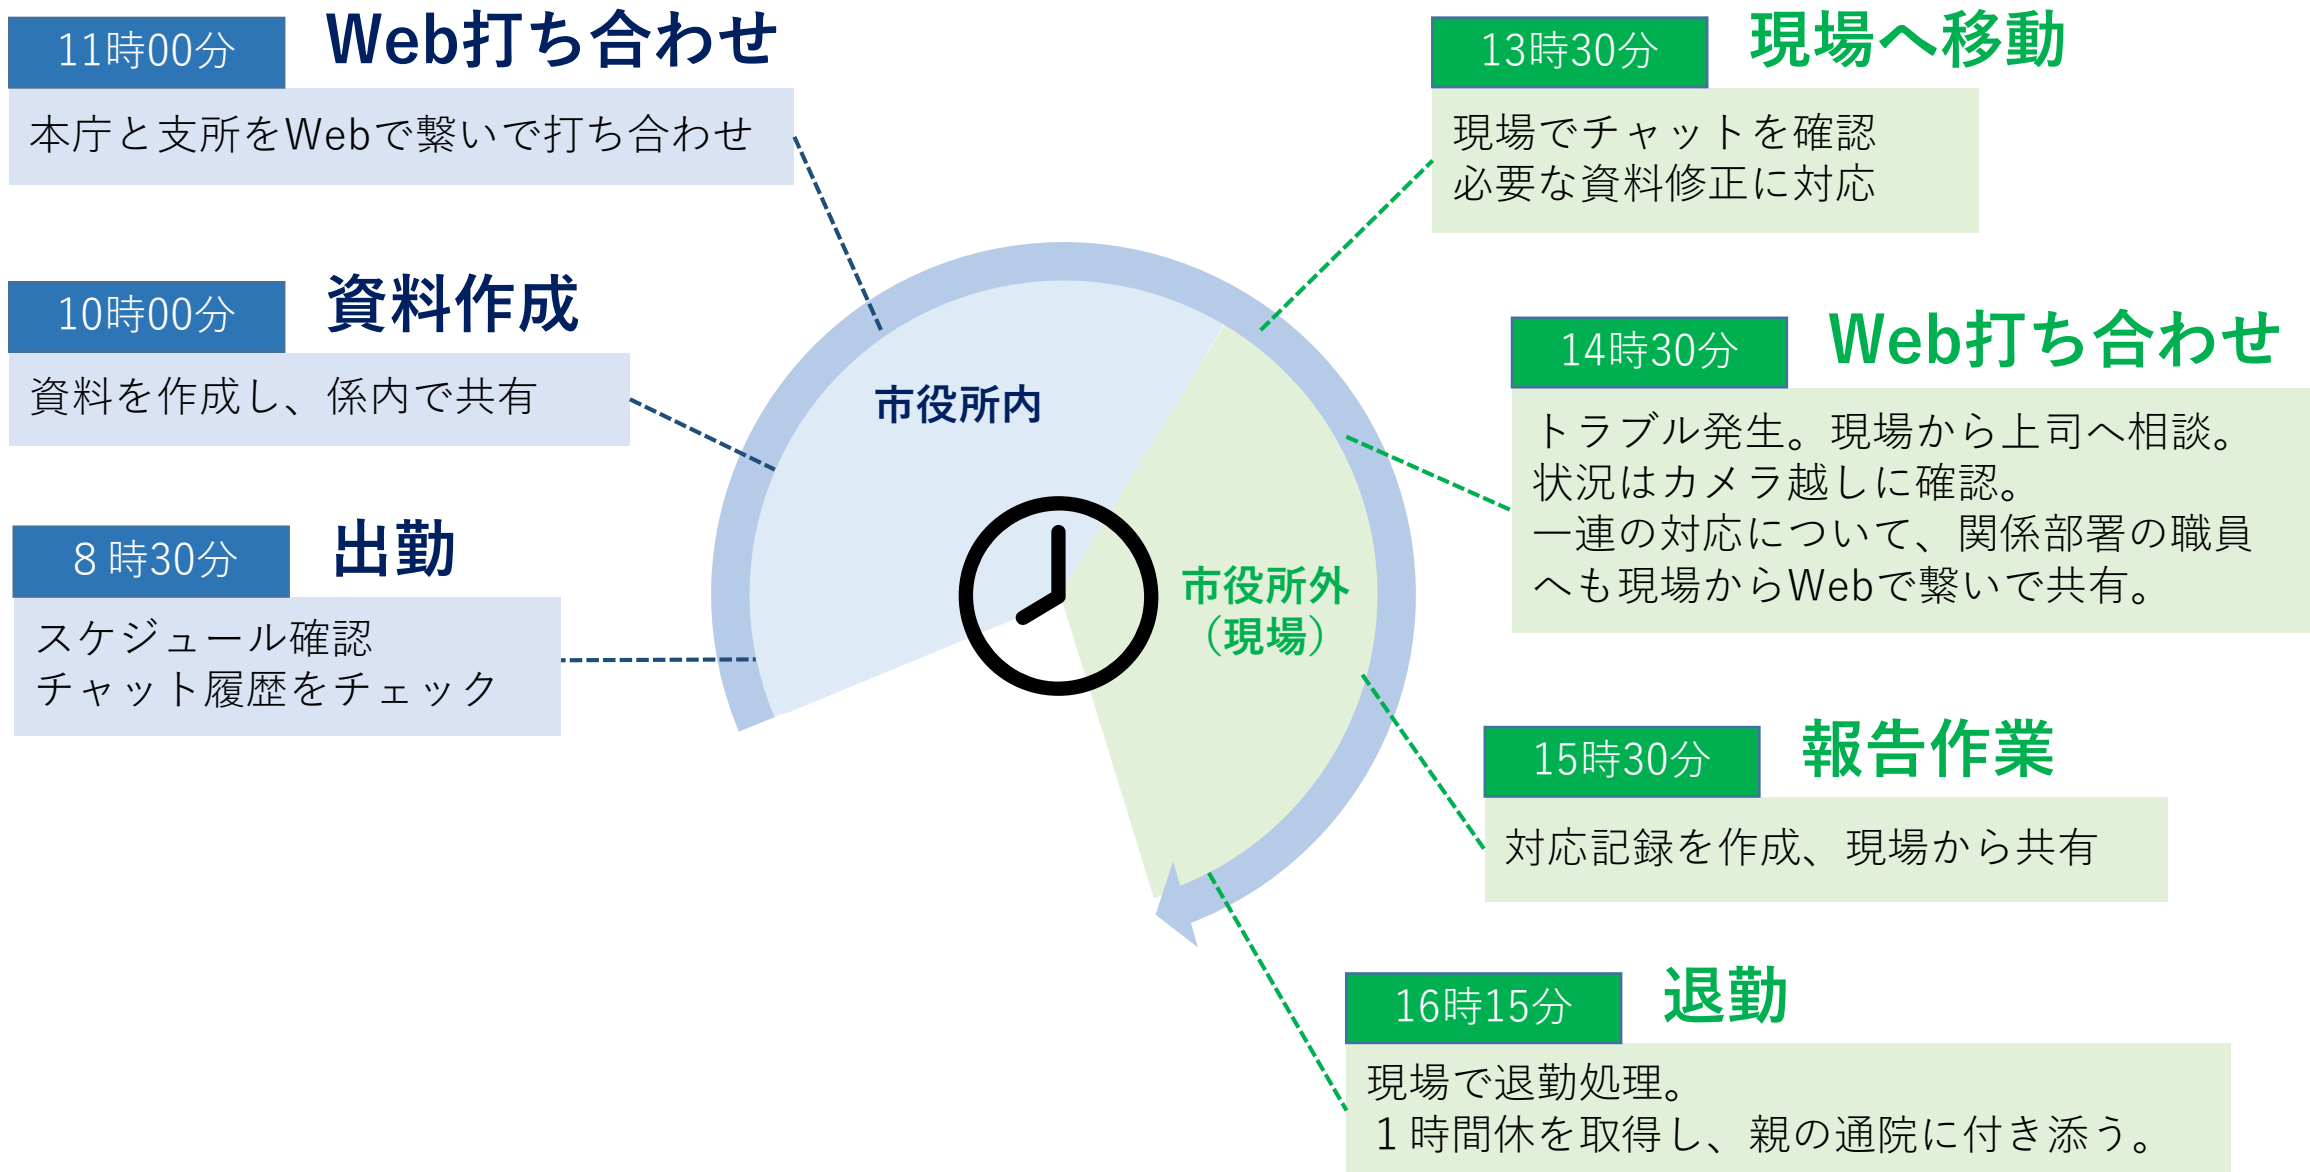 11時00分
Web打ち合わせ
本庁と支所をWebで繋いで打ち合わせ
10時00分
資料作成
資料を作成し、係内で共有
８時30分
出勤
スケジュール確認
チャット履歴をチェック
市役所内
市役所外
（現場）
13時30分
現場へ移動
現場でチャットを確認
必要な資料修正に対応
14時30分
Web打ち合わせ
トラブル発生。現場から上司へ相談。
状況はカメラ越しに確認。
一連の対応について、関係部署の職員
へも現場からWebで繋いで共有。
15時30分
報告作業
対応記録を作成、現場から共有
16時15分
退勤
現場で退勤処理。
１時間休を取得し、親の通院に付き添う。